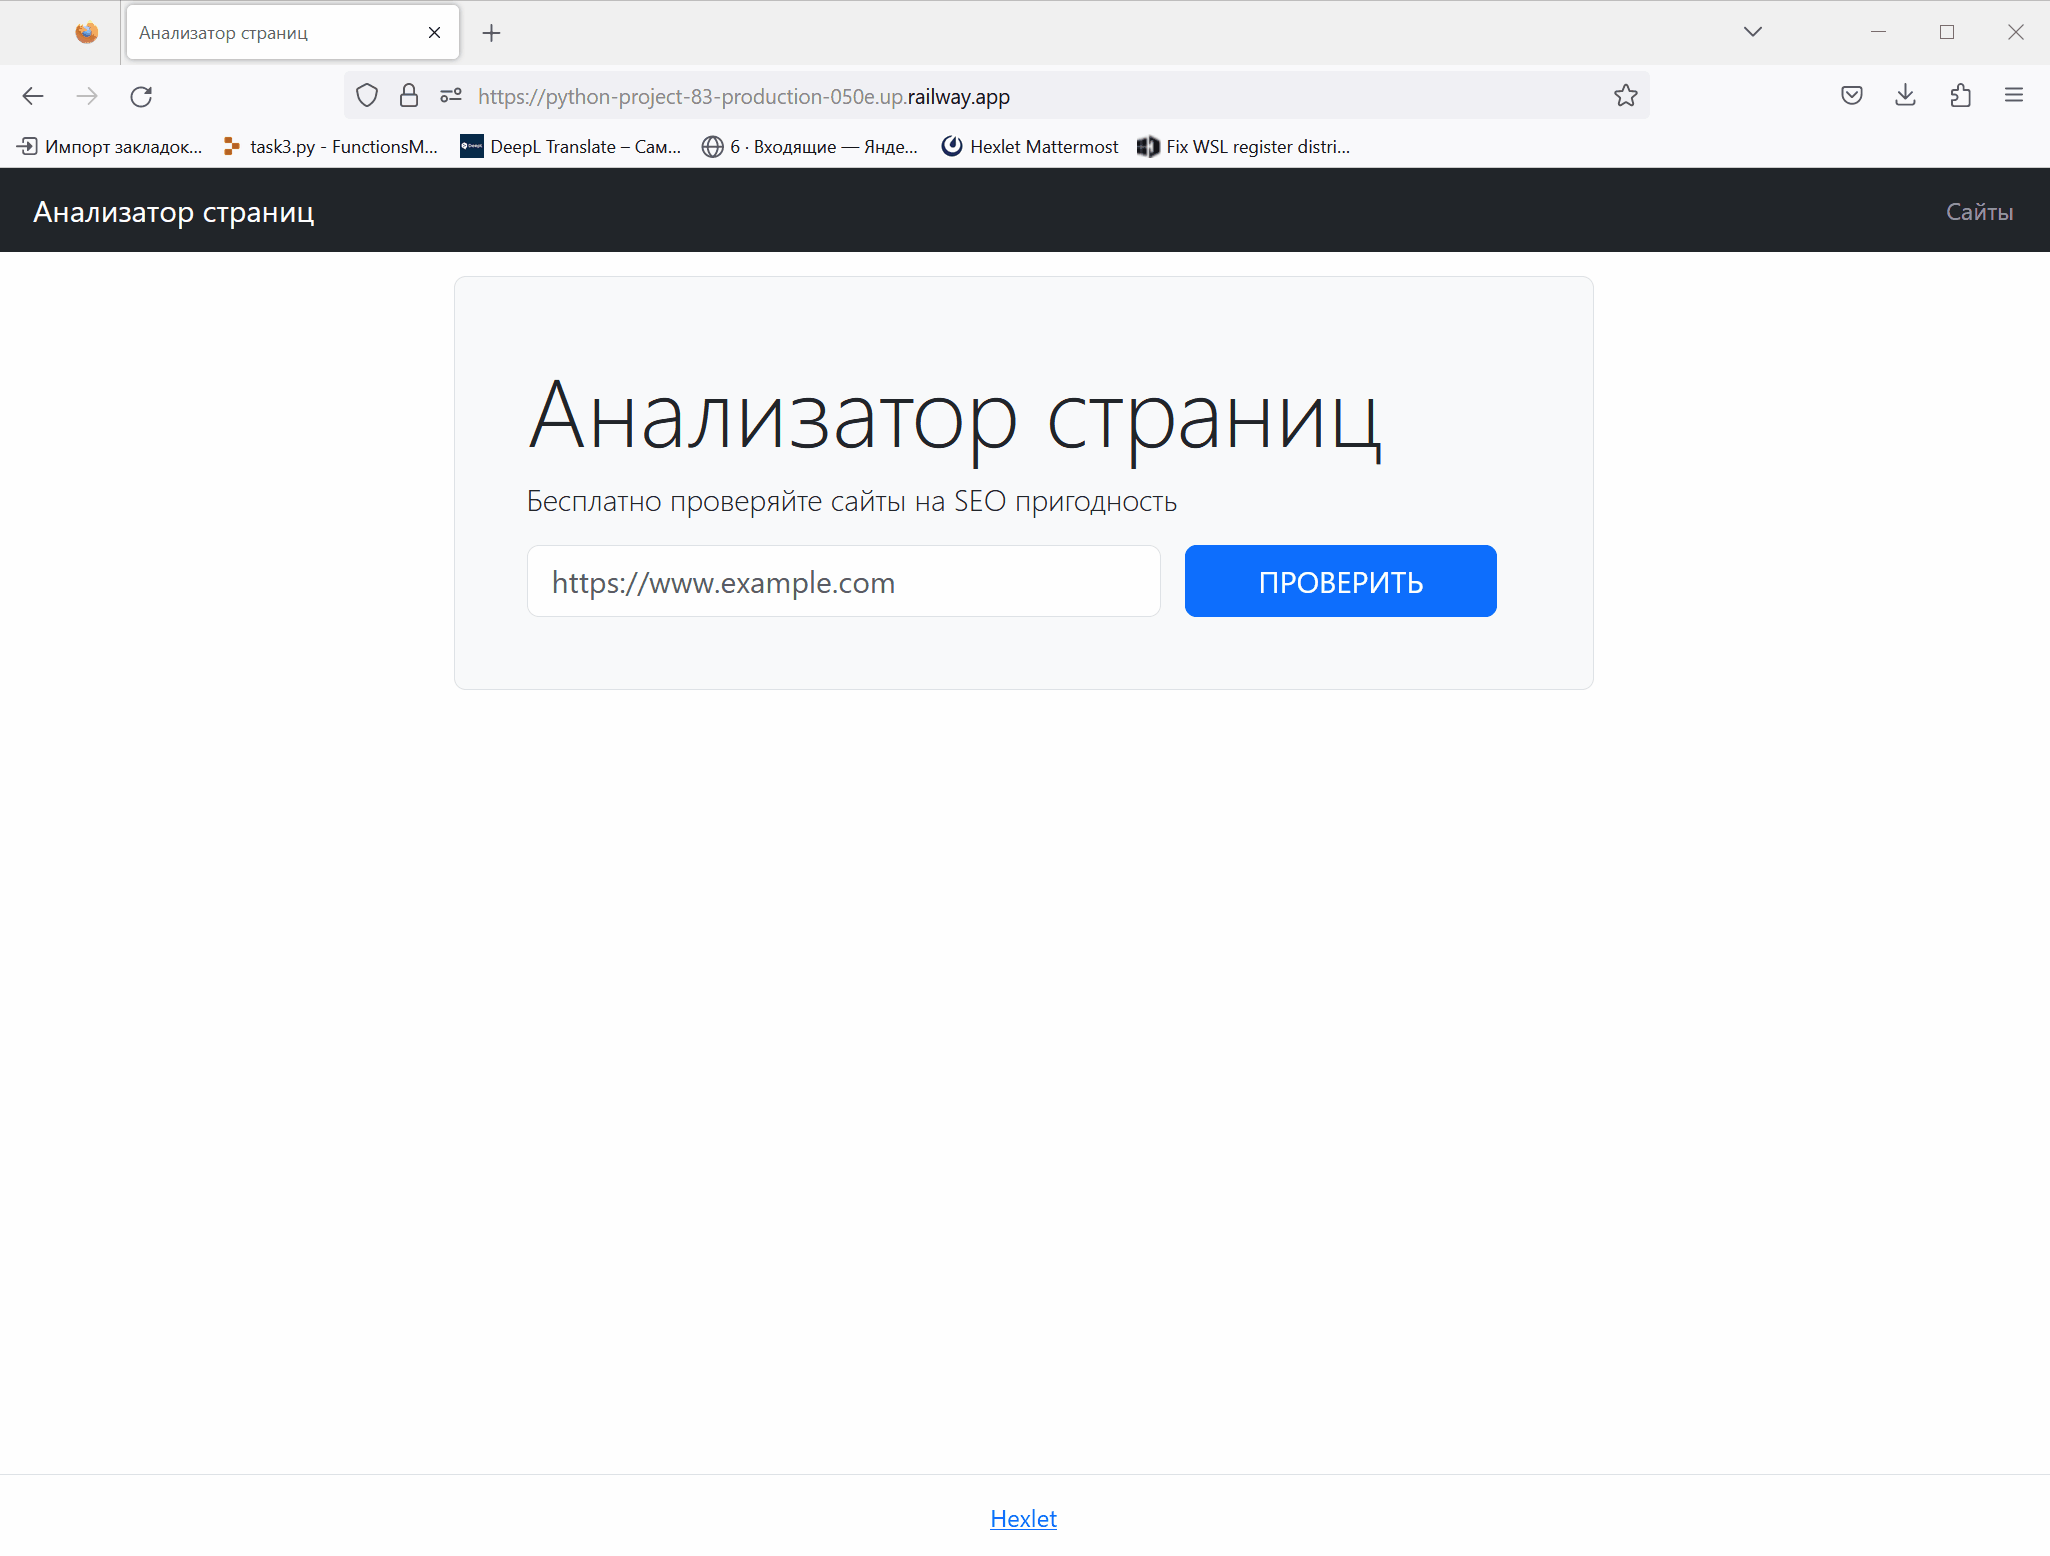 Анализатор страниц
https://python-project-83-production-050e.up.railway.app
Импорт закладок...
task3.py - FunctionsM...
DeepL Translate – Сам...
6 · Входящие — Янде...
Hexlet Mattermost
Fix WSL register distri...
Анализатор страниц
Сайты
Анализатор страниц
Бесплатно проверяйте сайты на SEO пригодность
https://www.example.com
ПРОВЕРИТЬ
Hexlet